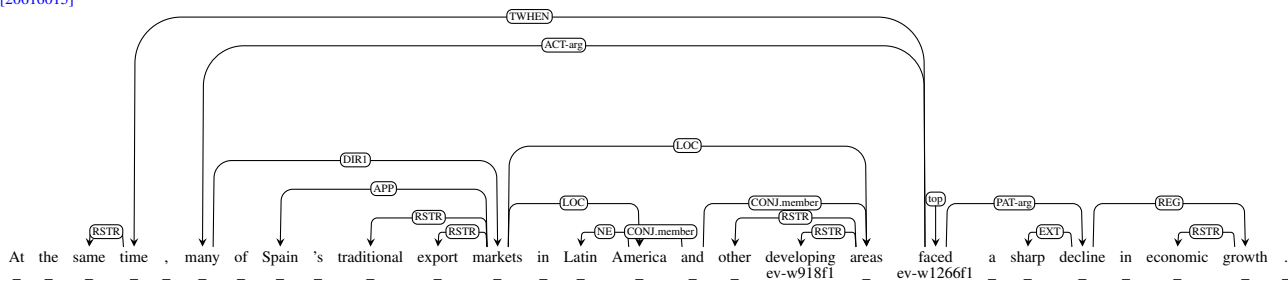 [20616015]
TWHEN
ACT-arg
LOC
DIR1
APP
top
LOC CONJ.member PAT-arg REG
RSTR RSTR
RSTR RSTR NE CONJ.member RSTR EXT RSTR
At the same time , many of Spain 's traditional export markets in Latin America and other developing areas faced a sharp decline in economic growth .
_ _ _ _ _ _ _ _ _ _ _ _ _ _ _ _ _ ev-w918f1 _ ev-w1266f1 _ _ _ _ _ _ _